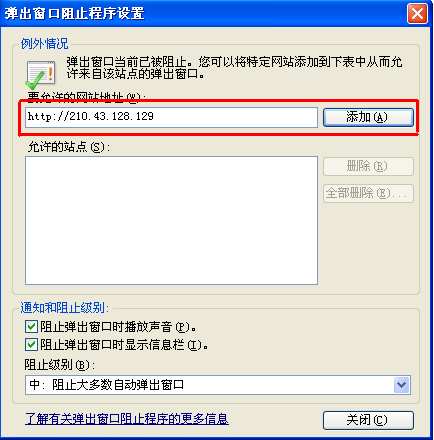 弹出窗口阻止程序设置
例外情况
弹出窗口当前已被阻止。您可以将特定网站添加到下表中从而允
许来自该站点的弹出窗口。
要允许的网站地址(W):
http://210.43.128.129
添加(A)
允许的站点(S):
删除(R)
全部删除(E)...
通知和阻止级别:
阻止弹出窗口时播放声音(P)。
阻止弹出窗口时显示信息栏(I)。
阻止级别(B):
中: 阻止大多数自动弹出窗口
了解有关弹出窗口阻止程序的更多信息
关闭(C)